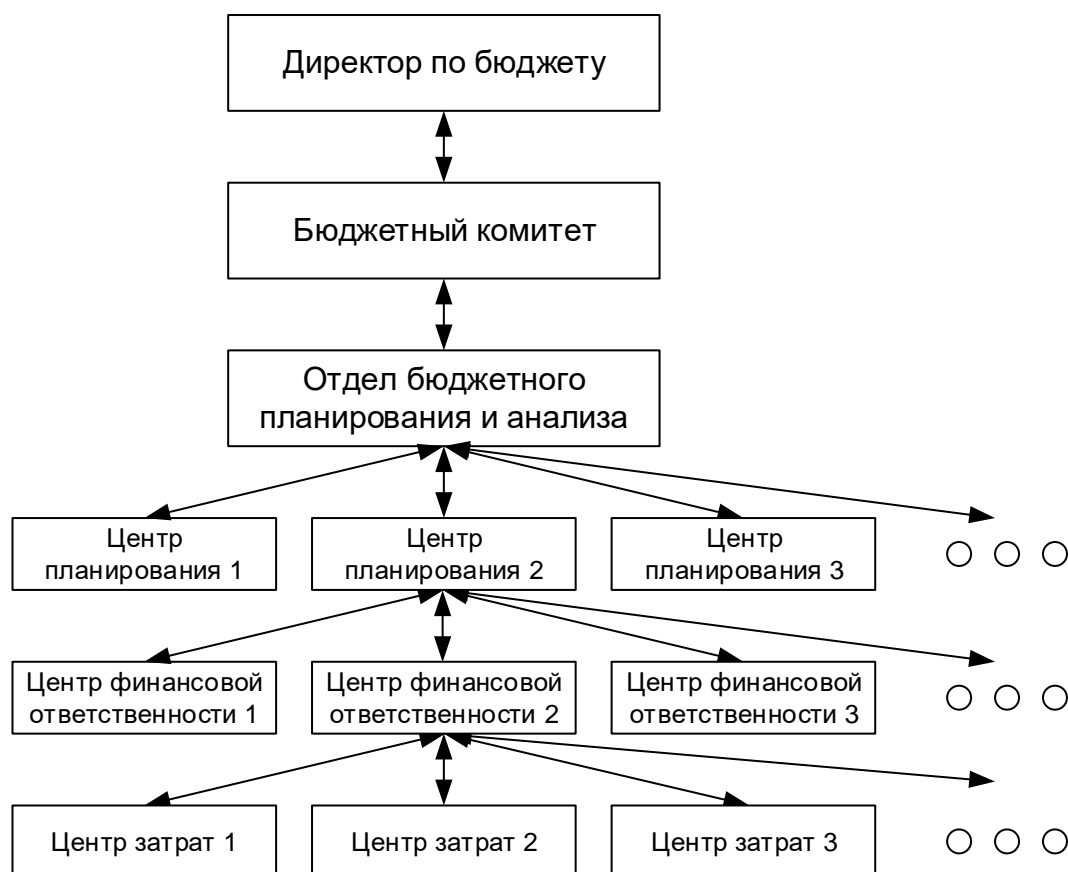 Директор по бюджету
Бюджетный комитет
Отдел бюджетного
планирования и анализа
Центр
планирования 1
Центр
планирования 2
Центр
планирования 3
Центр финансовой
ответственности 1
Центр финансовой
ответственности 2
Центр финансовой
ответственности 3
Центр затрат 1
Центр затрат 2
Центр затрат 3